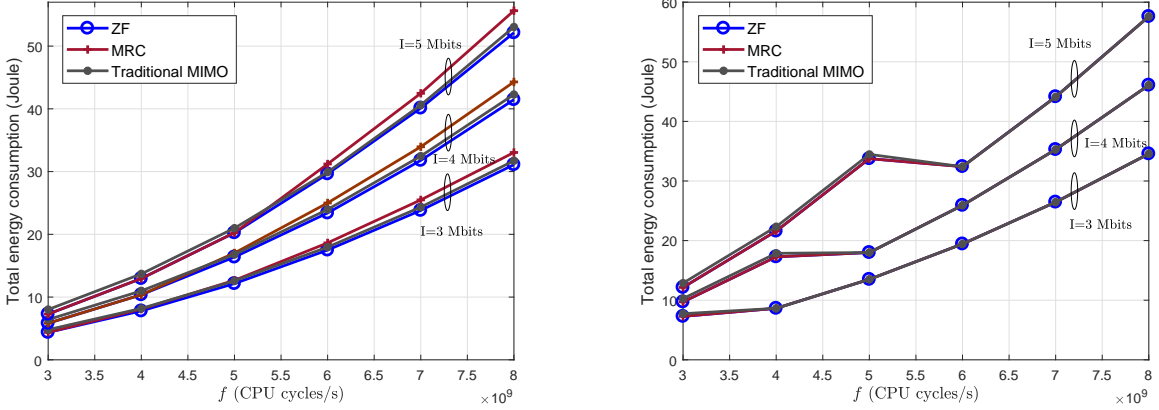 ZF
MRC
Traditional MIMO
I=5 Mbits
I=4 Mbits
I=3 Mbits
Total energy consumption (Joule)
50
40
30
20
10
0
3 3.5 4 4.5 5 5.5 6 6.5 7 7.5 8
f (CPU cycles/s)
×10⁹
ZF
MRC
Traditional MIMO
I=5 Mbits
I=4 Mbits
I=3 Mbits
Total energy consumption (Joule)
60
50
40
30
20
10
0
3 3.5 4 4.5 5 5.5 6 6.5 7 7.5 8
f (CPU cycles/s)
×10⁹